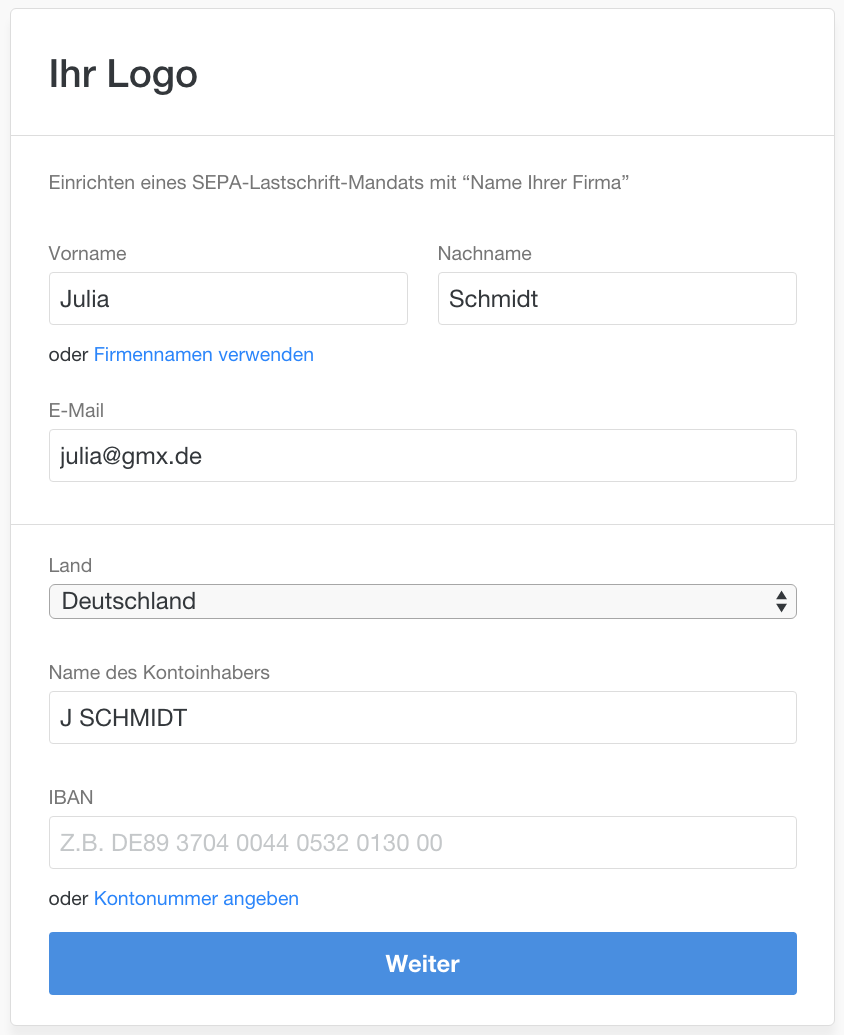 Ihr Logo
Einrichten eines SEPA-Lastschrift-Mandats mit “Name Ihrer Firma”
Vorname
Nachname
Julia
Schmidt
oder Firmennamen verwenden
E-Mail
julia@gmx.de
Land
Deutschland
Name des Kontoinhabers
J SCHMIDT
IBAN
Z.B. DE89 3704 0044 0532 0130 00
oder Kontonummer angeben
Weiter